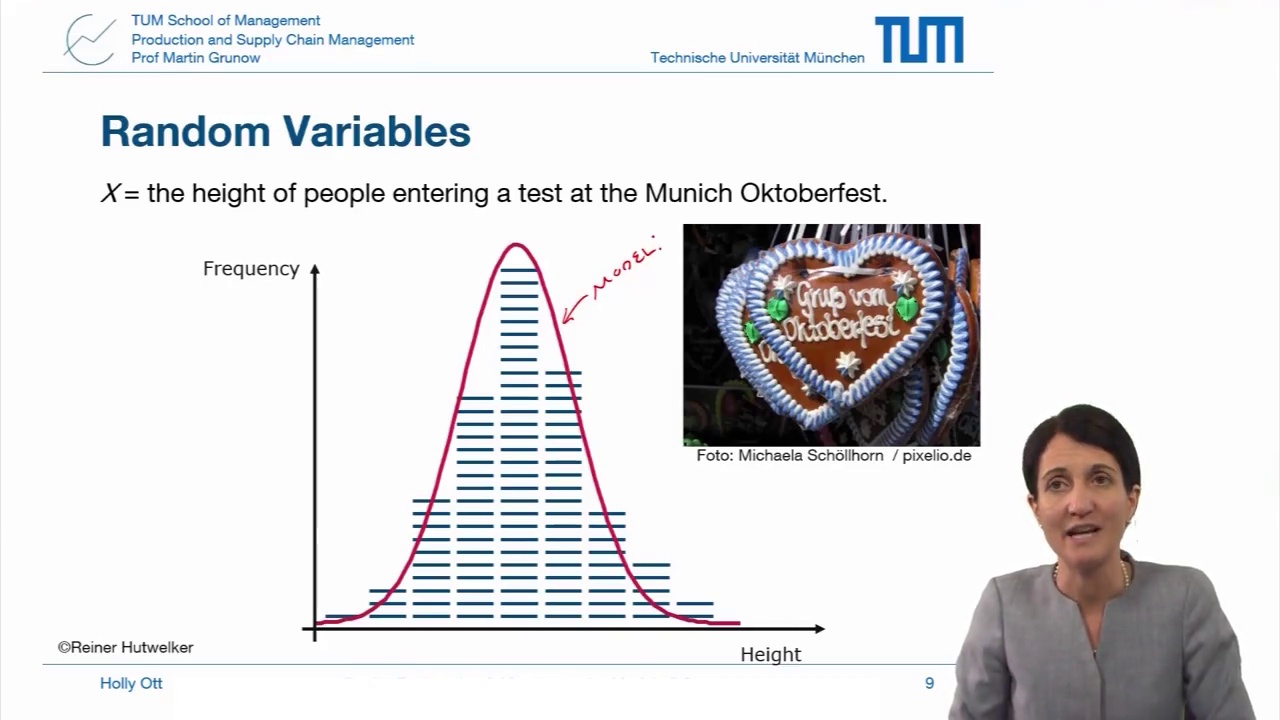 TUM School of Management
Production and Supply Chain Management
Prof Martin Grunow
Technische Universität München
TUM
Random Variables
X = the height of people entering a test at the Munich Oktoberfest.
Frequency
MODEL:
Gruß vom
Oktoberfest
Foto: Michaela Schöllhorn / pixelio.de
©Reiner Hutwelker
Height
Holly Ott
9